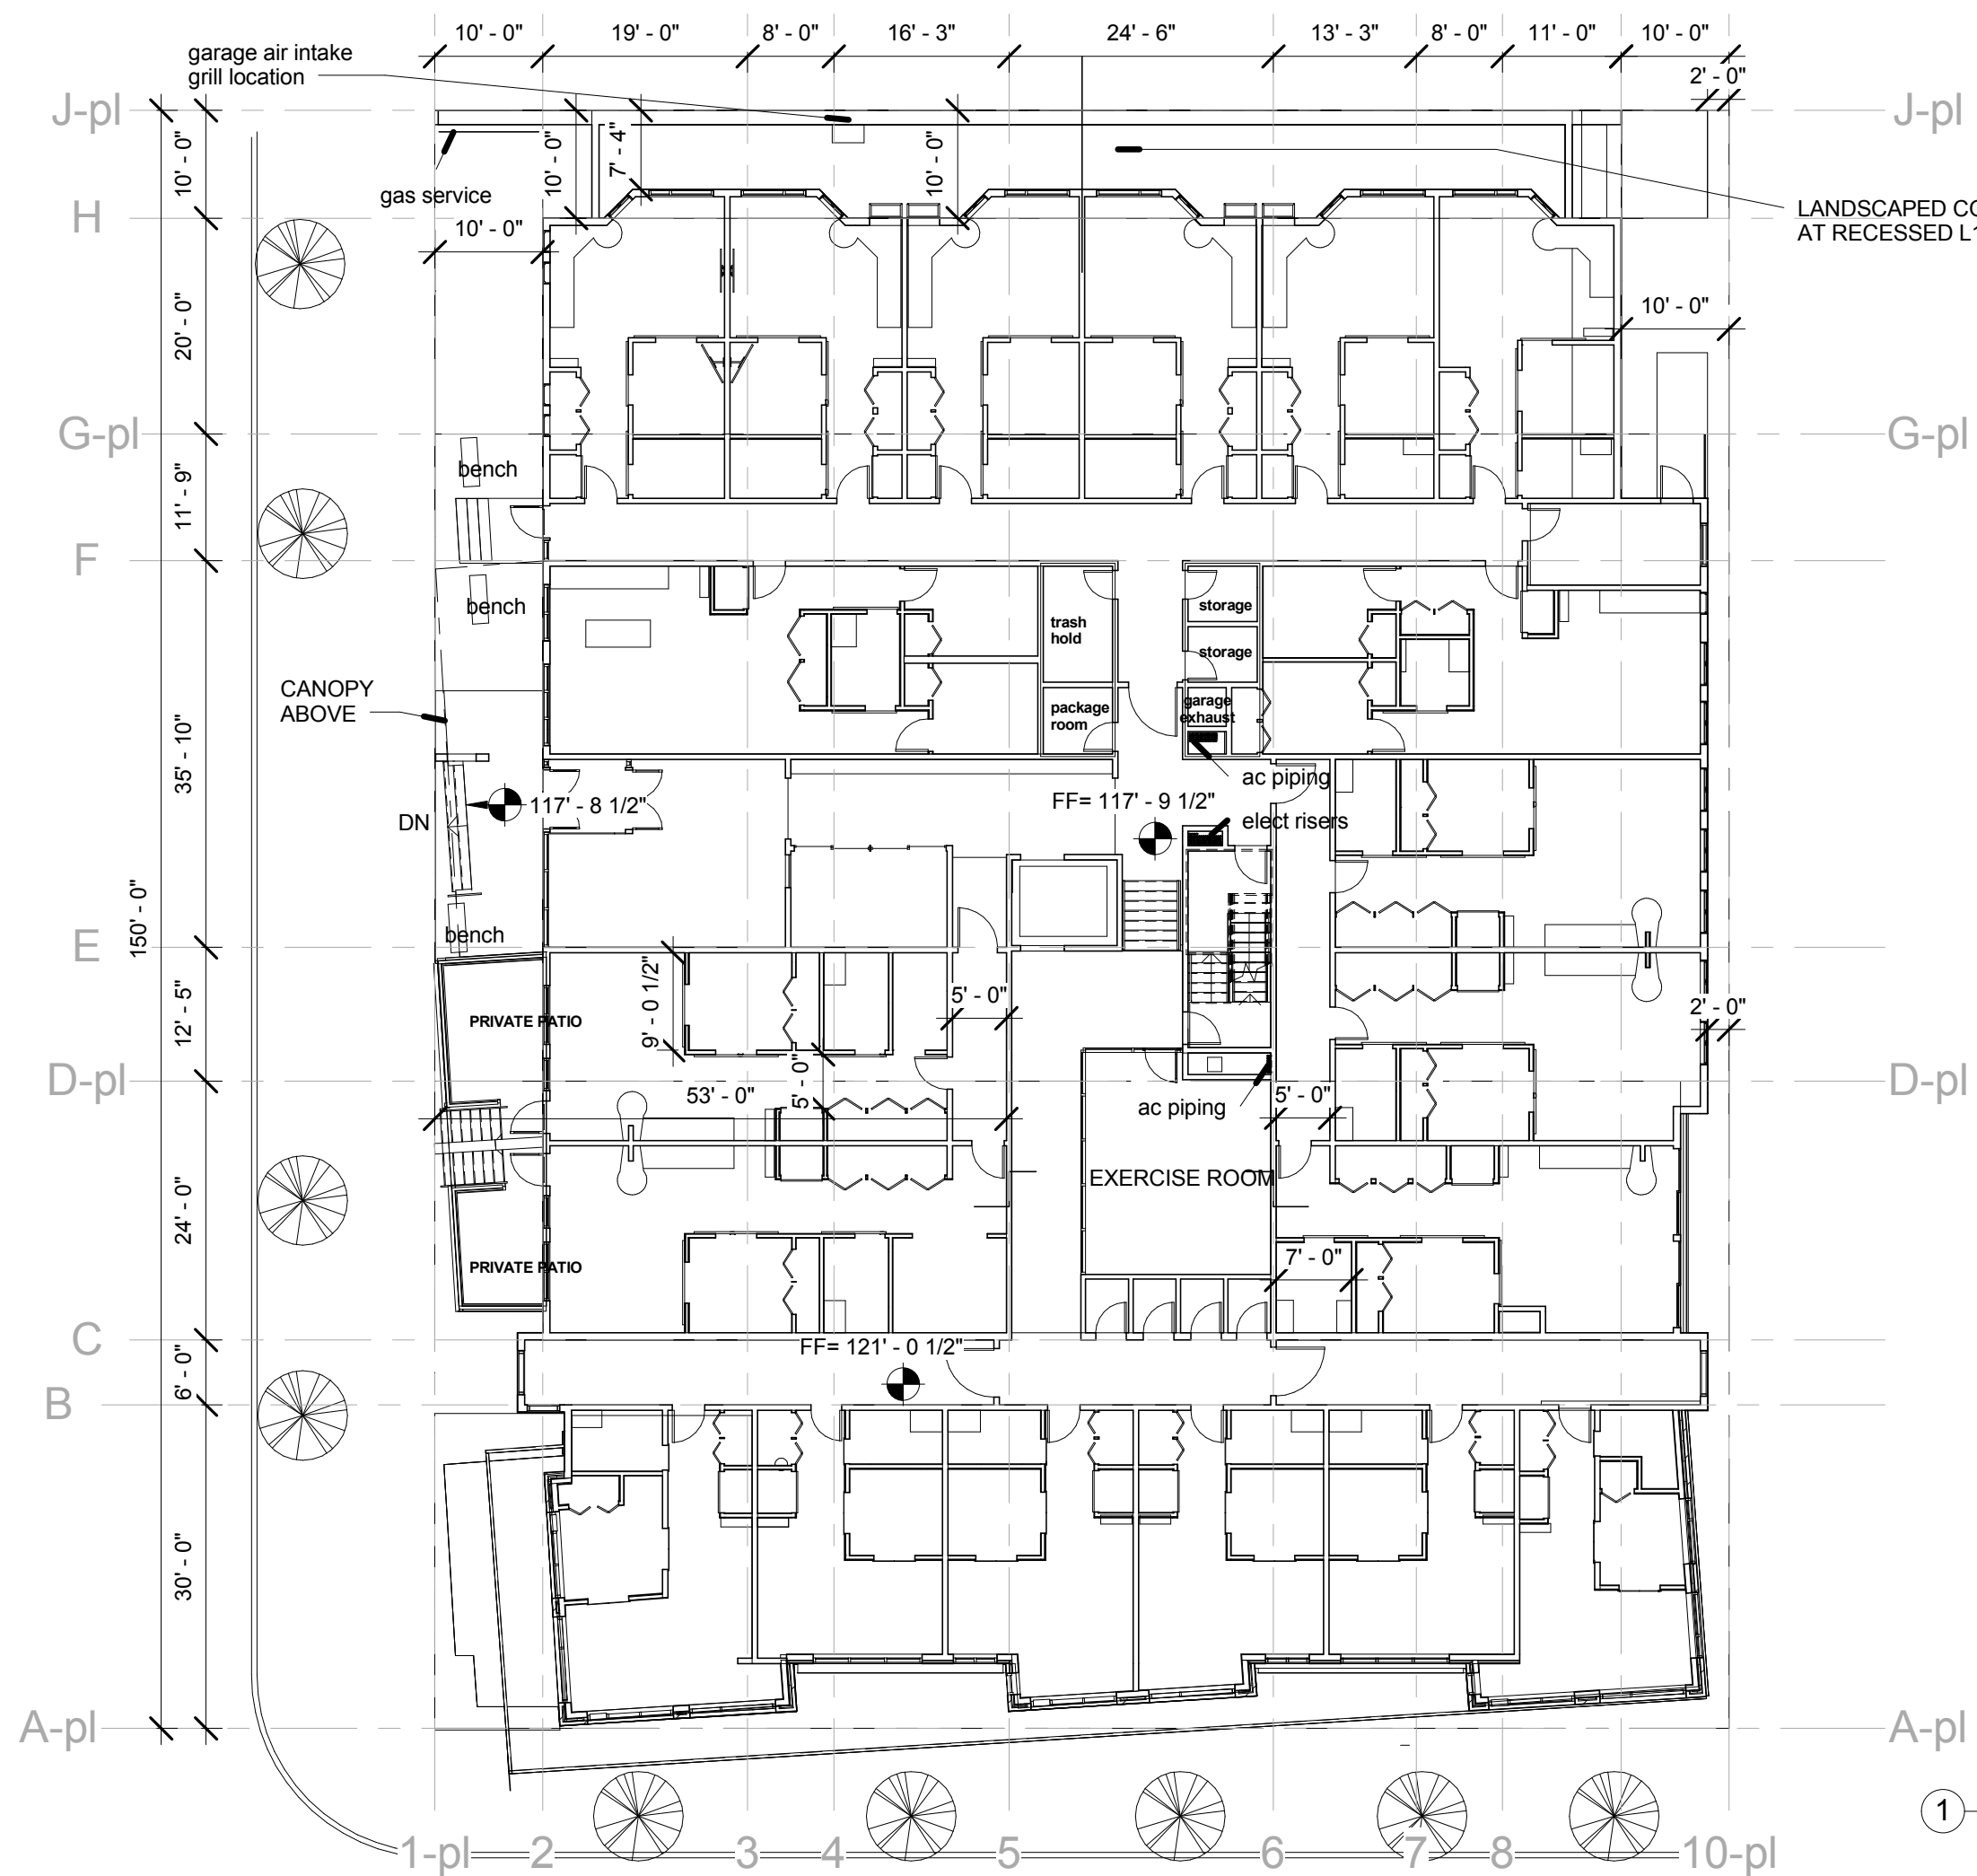 10' - 0"
19' - 0"
8' - 0"
16' - 3"
24' - 6"
13' - 3"
8' - 0"
11' - 0"
10' - 0"
garage air intake
grill location
2' - 0"
J-pl
J-pl
10' - 0"
10' - 0"
7' - 4"
10' - 0"
gas service
H
10' - 0"
LANDSCAPED
AT RECESSED
20' - 0"
10' - 0"
G-pl
G-pl
bench
11' - 9"
F
bench
trash
hold
storage
storage
CANOPY
ABOVE
package
room
garage
exhaust
35' - 10"
ac piping
117' - 8 1/2"
FF= 117' - 9 1/2"
DN
elect risers
150' - 0"
E
bench
9' - 0 1/2"
5' - 0"
2' - 0"
12' - 5"
PRIVATE PATIO
D-pl
D-pl
53' - 0"
5' - 0"
5' - 0"
ac piping
EXERCISE ROOM
24' - 0"
PRIVATE PATIO
7' - 0"
C
FF= 121' - 0 1/2"
6' - 0"
B
30' - 0"
A-pl
A-pl
1
1-pl
2
3
4
5
6
7
8
10-pl